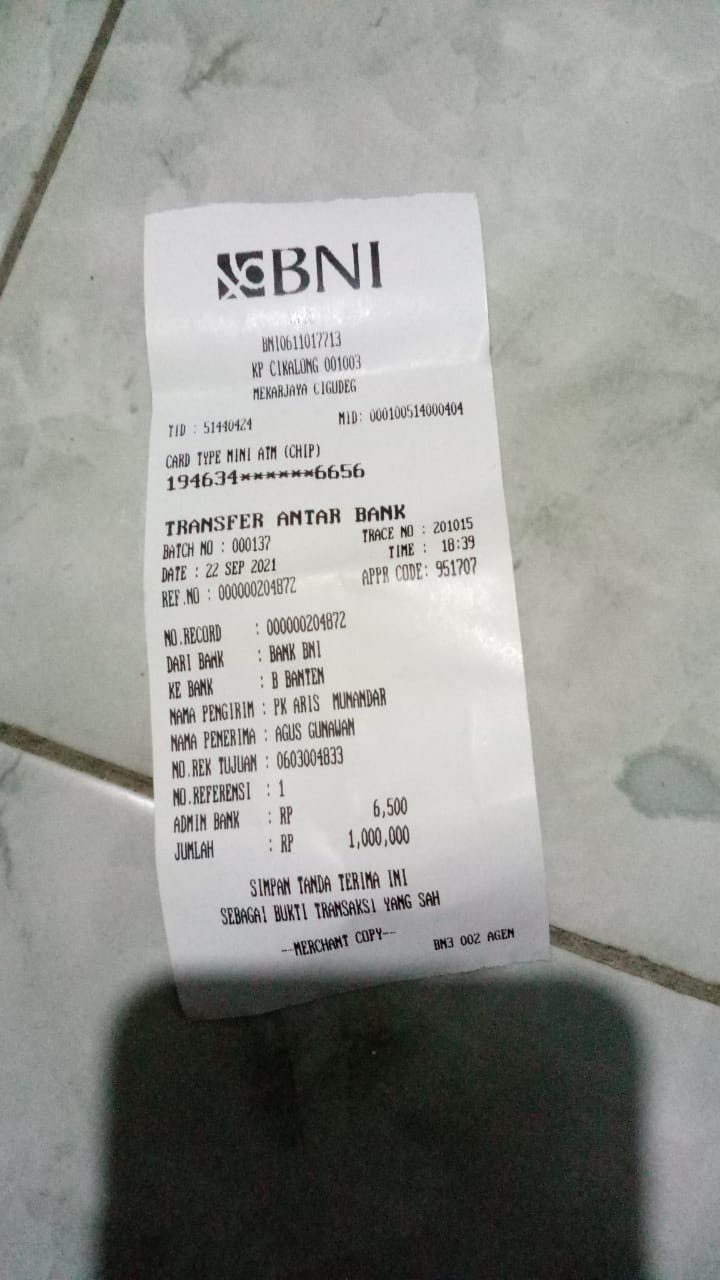 BNI
BNI0611017713
KP CIKALONG 001003
MEKARJAYA CIGUDEG
TID : 51440424 MID: 000100514000404
CARD TYPE MINI ATM (CHIP)
194634******6656
TRANSFER ANTAR BANK
BATCH NO : 000137 TRACE NO : 201015
DATE : 22 SEP 2021 TIME : 18:39
REF.NO : 000000204872 APPR CODE: 951707
NO.RECORD : 000000204872
DARI BANK : BANK BNI
KE BANK : B BANTEN
NAMA PENGIRIM : PK ARIS MUNANDAR
NAMA PENERIMA : AGUS GUNAWAN
NO.REK TUJUAN : 0603004833
NO.REFERENSI : 1
ADMIN BANK : RP 6,500
JUMLAH : RP 1,000,000
SIMPAN TANDA TERIMA INI
SEBAGAI BUKTI TRANSAKSI YANG SAH
--MERCHANT COPY--
BN3 002 AGEN